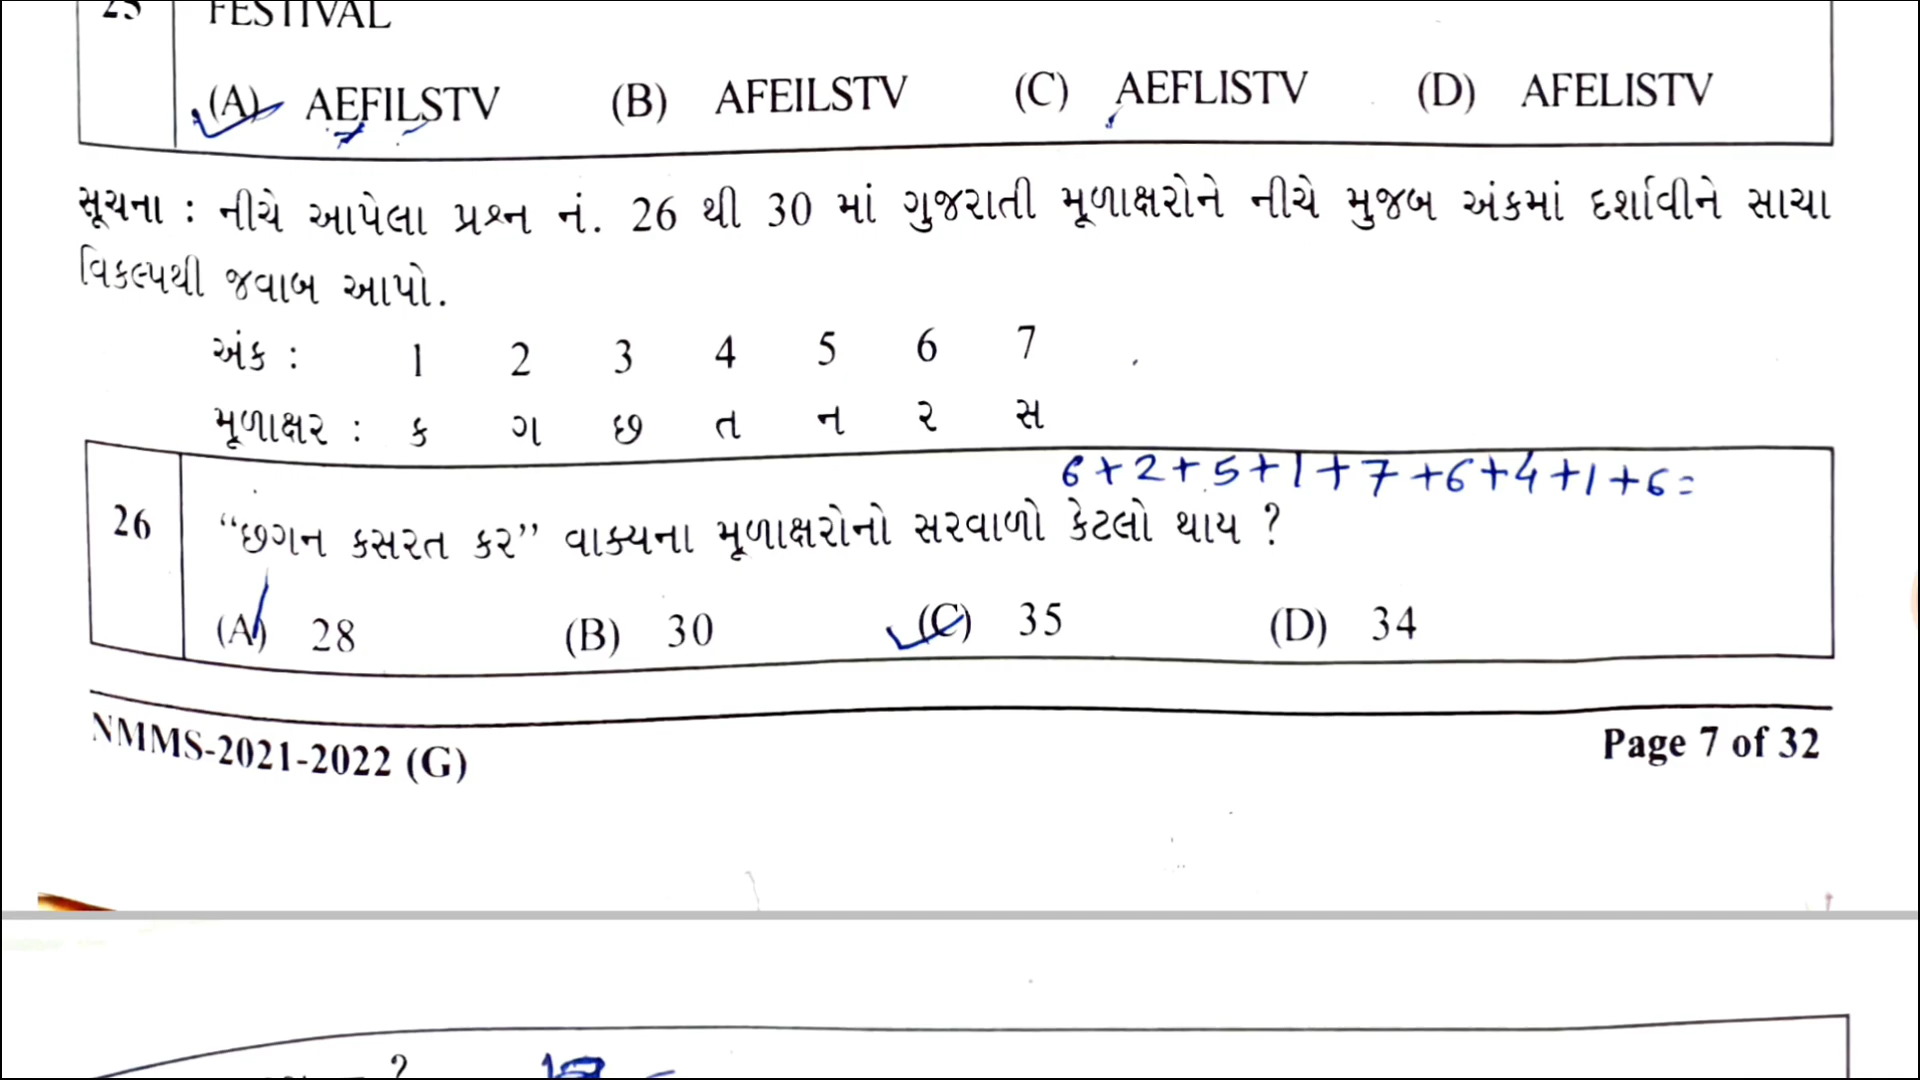 25 FESTIVAL
(A) AEFILSTV (B) AFEILSTV (C) AEFLISTV (D) AFELISTV
સૂચના : નીચે આપેલા પ્રશ્ન નં. 26 થી 30 માં ગુજરાતી મૂળાક્ષરોને નીચે મુજબ અંકમાં દર્શાવીને સાચા
વિકલ્પથી જવાબ આપો.
અંક : 1 2 3 4 5 6 7
મૂળાક્ષર : ક ગ છ ત ન ર સ
6+2+5+1+7+6+4+1+6=
26 “છગન કસરત કર” વાક્યના મૂળાક્ષરોનો સરવાળો કેટલો થાય ?
(A) 28 (B) 30 (C) 35 (D) 34
NMMS-2021-2022 (G) Page 7 of 32
?